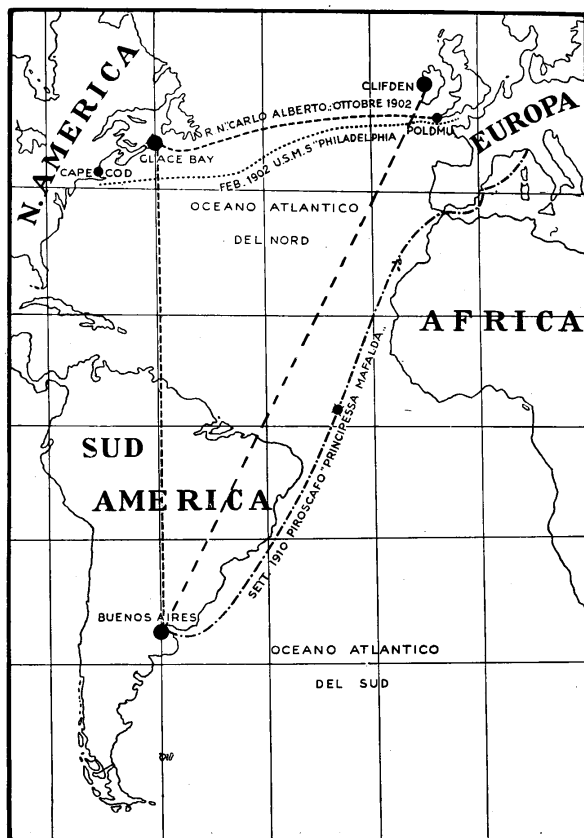 CLIFDEN
R.N. "CARLO ALBERTO„ OTTOBRE 1902
POLDMU
N. AMERICA
EUROPA
GLACE BAY
FEB. 1902 U.S.M.S "PHILADELPHIA
CAPE COD
OCEANO ATLANTICO
DEL NORD
AFRICA
SUD
AMERICA
SETT. 1910 PIROSCAFO "PRINCIPESSA MAFALDA„
BUENOS AIRES
OCEANO ATLANTICO
DEL SUD